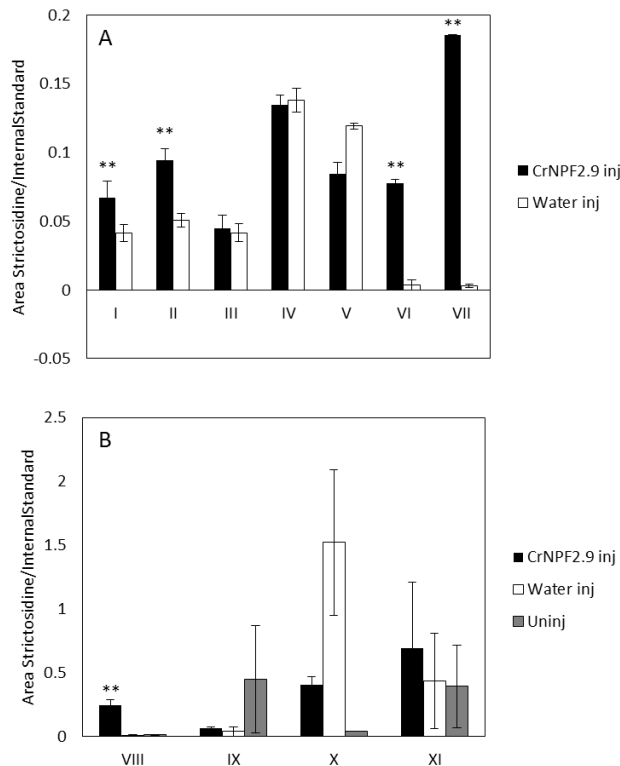 A
Area Strictosidine/InternalStandard
0.2
0.15
0.1
0.05
0
-0.05
** ** ** **
I II III IV V VI VII
CrNPF2.9 inj
Water inj
B
Area Strictosidine/InternalStandard
2.5
2
1.5
1
0.5
0
**
VIII IX X XI
CrNPF2.9 inj
Water inj
Uninj